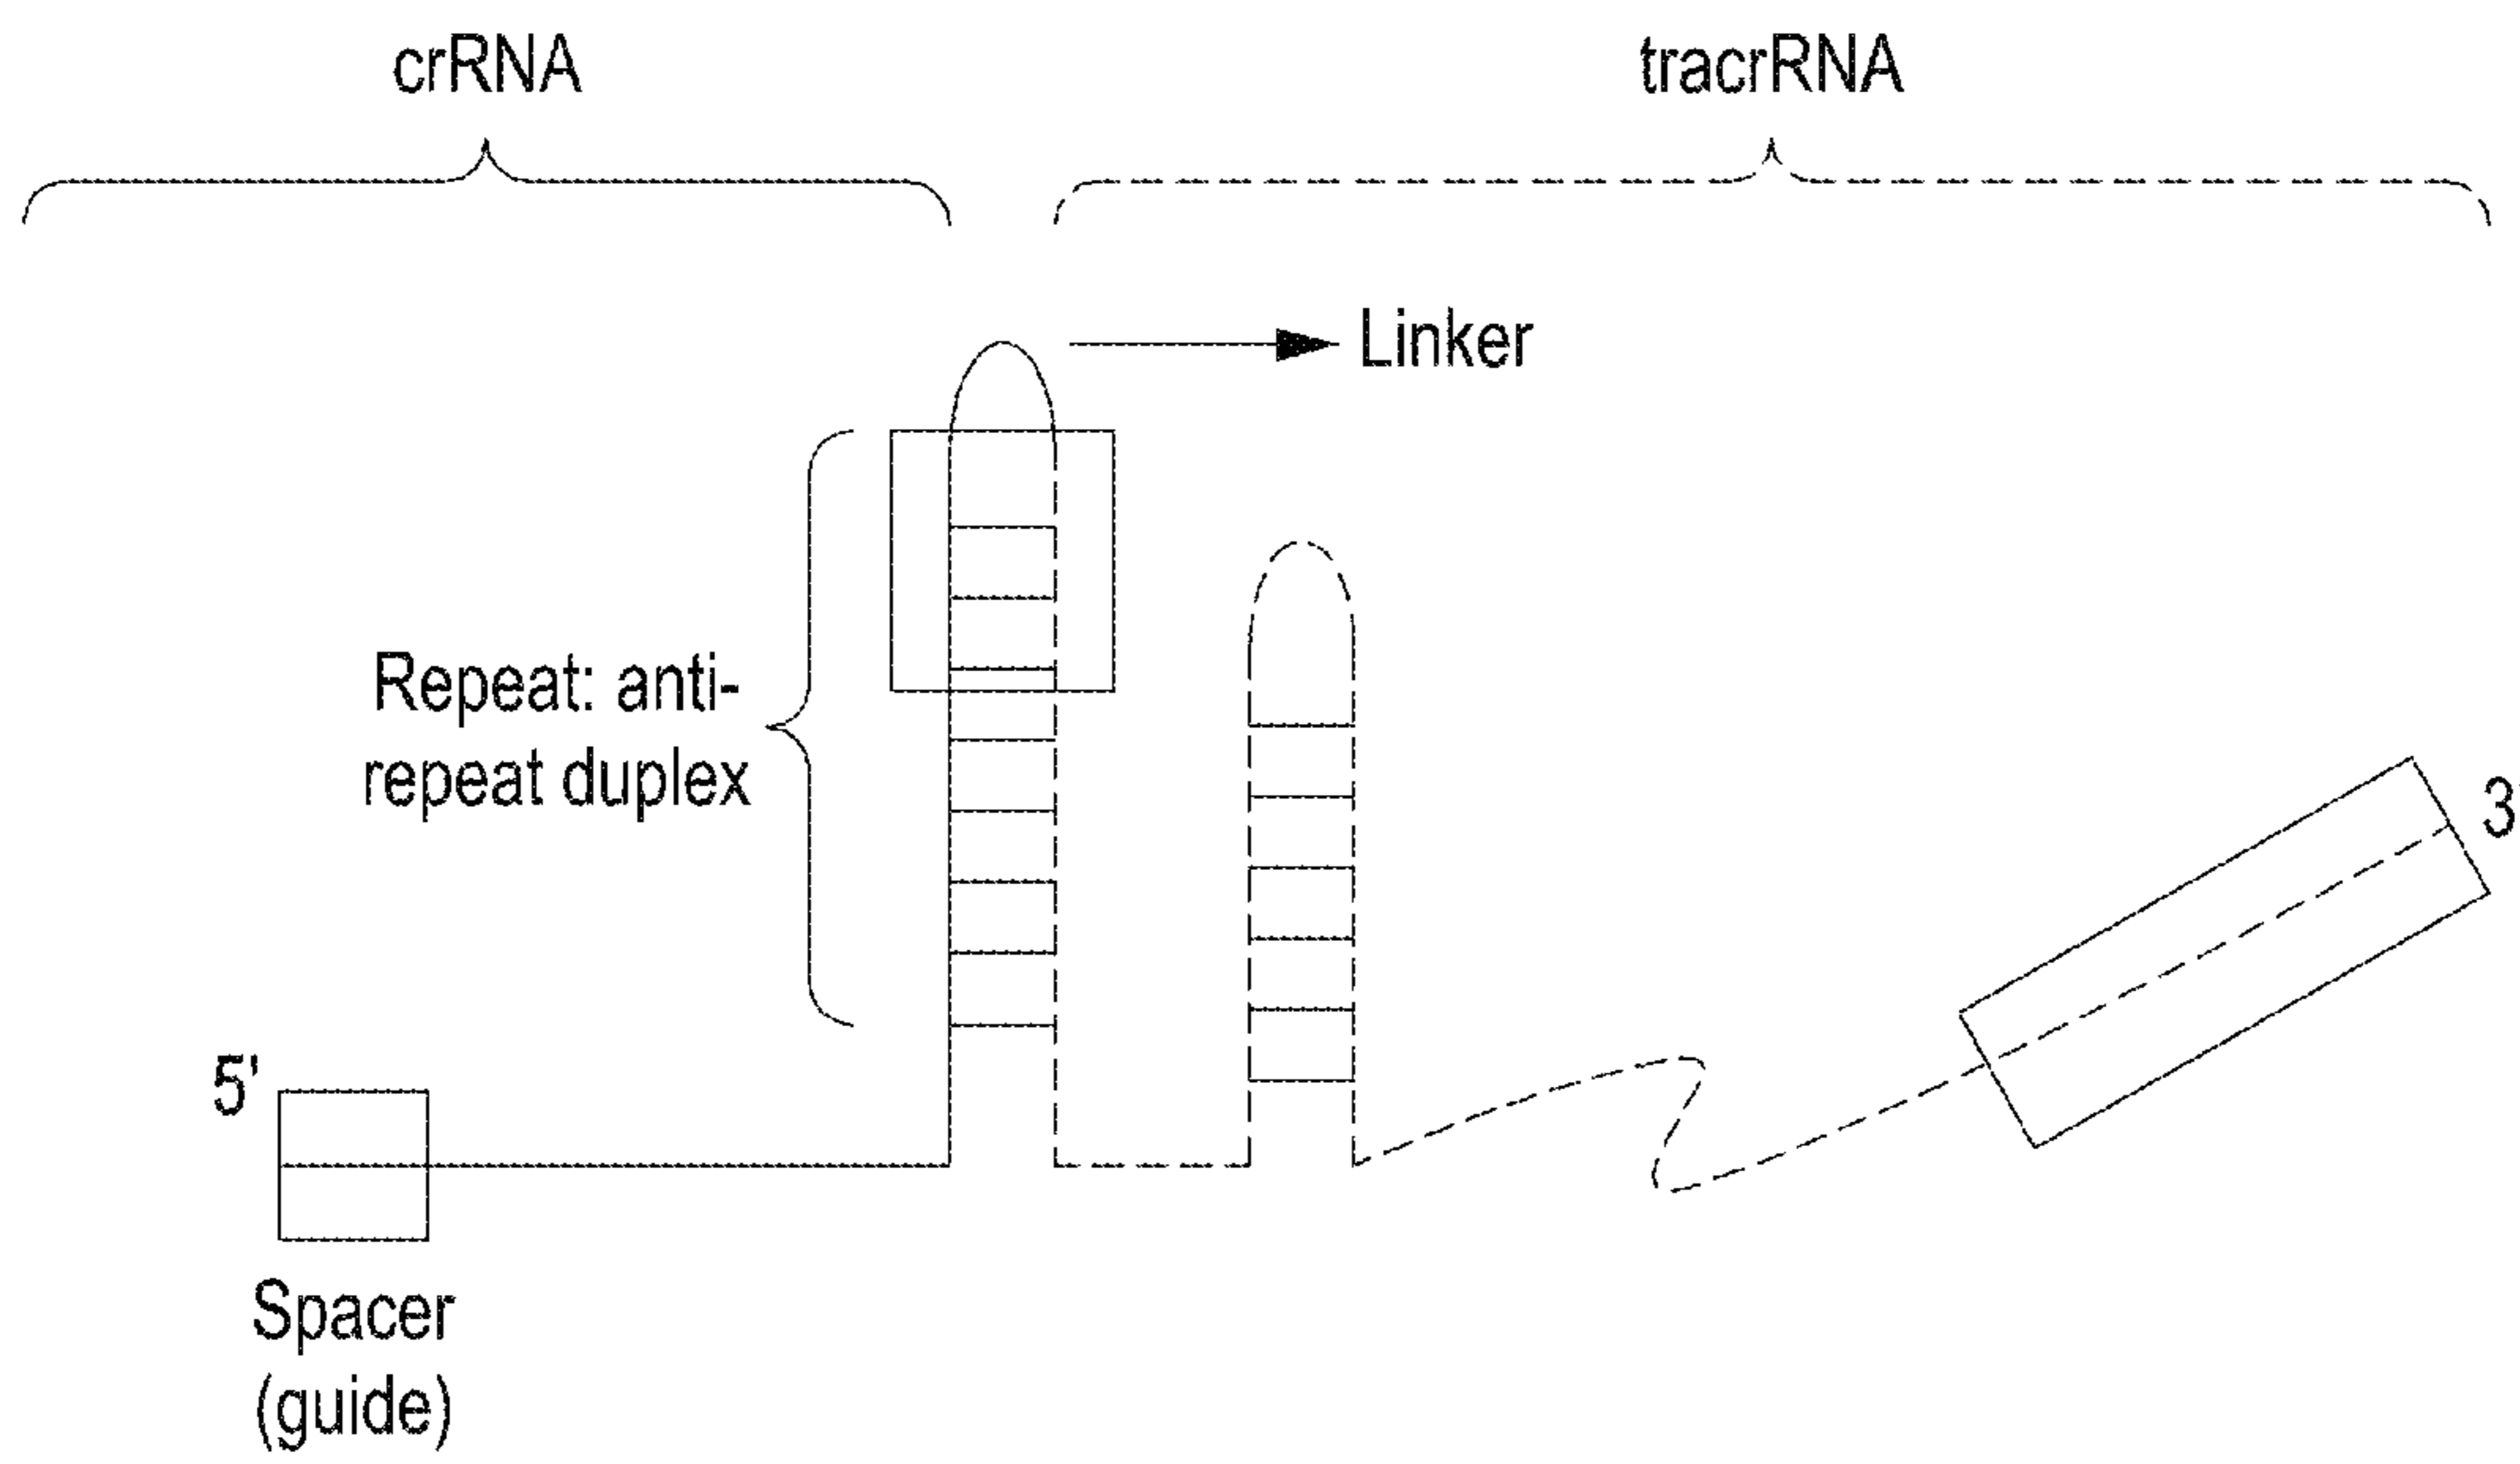 crRNA
tracrRNA
Linker
Repeat: anti-
repeat duplex
3
5'
Spacer
(guide)